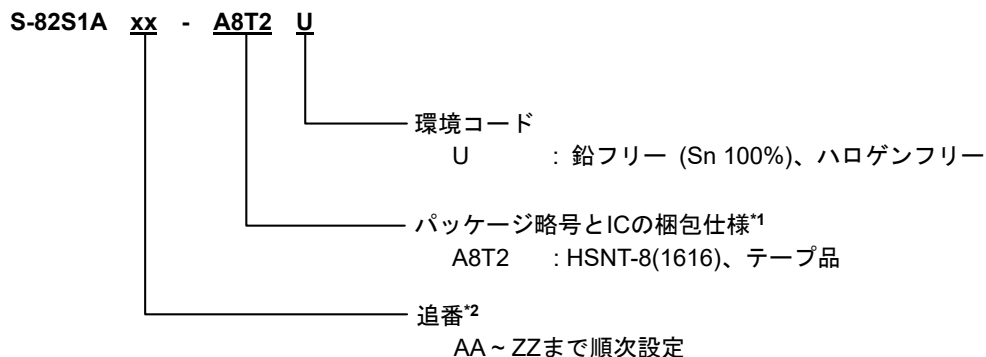 S-82S1A xx - A8T2 U
環境コード
U : 鉛フリー (Sn 100%)、ハロゲンフリー
パッケージ略号とICの梱包仕様*1
A8T2 : HSNT-8(1616)、テープ品
追番*2
AA ~ ZZまで順次設定